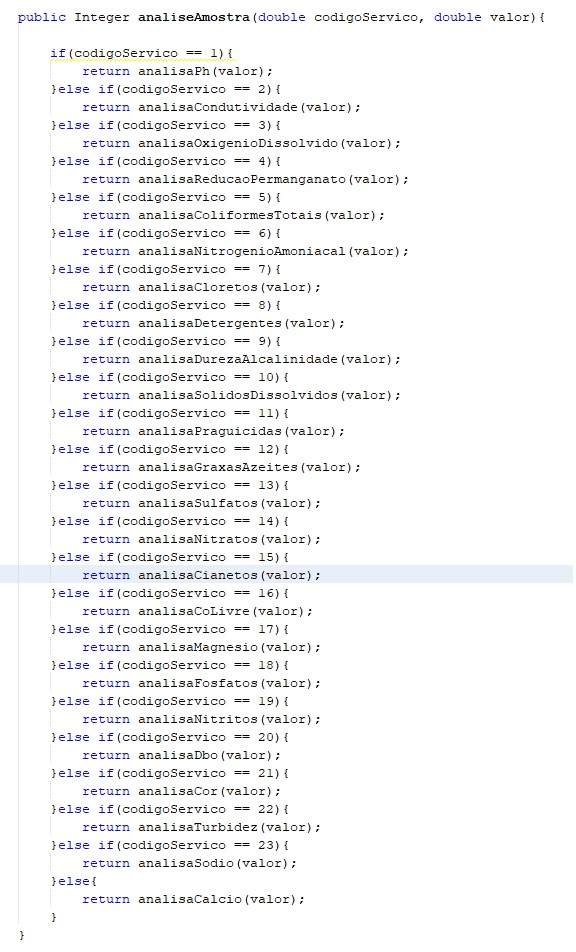 public Integer analiseAmostra(double codigoServico, double valor){
if(codigoServico == 1){
return analisaPh(valor);
}else if(codigoServico == 2){
return analisaCondutividade(valor);
}else if(codigoServico == 3){
return analisaOxigenioDissolvido(valor);
}else if(codigoServico == 4){
return analisaReducaoPermanganato(valor);
}else if(codigoServico == 5){
return analisaColiformesTotais(valor);
}else if(codigoServico == 6){
return analisaNitrogenioAmoniacal(valor);
}else if(codigoServico == 7){
return analisaCloretos(valor);
}else if(codigoServico == 8){
return analisaDetergentes(valor);
}else if(codigoServico == 9){
return analisaDurezaAlcalinidade(valor);
}else if(codigoServico == 10){
return analisaSolidosDissolvidos(valor);
}else if(codigoServico == 11){
return analisaPraguicidas(valor);
}else if(codigoServico == 12){
return analisaGraxasAzeites(valor);
}else if(codigoServico == 13){
return analisaSulfatos(valor);
}else if(codigoServico == 14){
return analisaNitratos(valor);
}else if(codigoServico == 15){
return analisaCianetos(valor);
}else if(codigoServico == 16){
return analisaCoLivre(valor);
}else if(codigoServico == 17){
return analisaMagnesio(valor);
}else if(codigoServico == 18){
return analisaFosfatos(valor);
}else if(codigoServico == 19){
return analisaNitritos(valor);
}else if(codigoServico == 20){
return analisaDbo(valor);
}else if(codigoServico == 21){
return analisaCor(valor);
}else if(codigoServico == 22){
return analisaTurbidez(valor);
}else if(codigoServico == 23){
return analisaSodio(valor);
}else{
return analisaCalcio(valor);
}
}